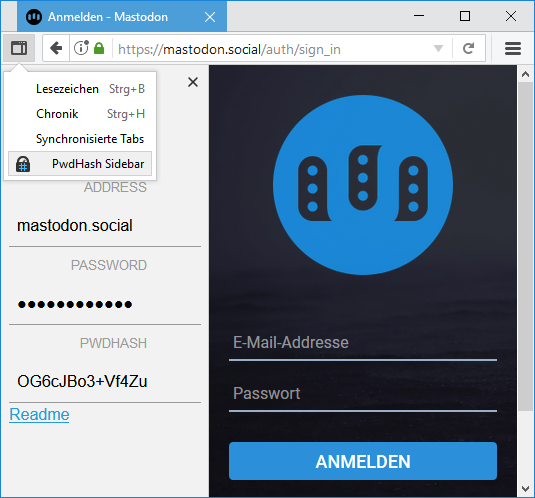 Anmelden - Mastodon
https://mastodon.social/auth/sign_in
Lesezeichen Strg+B
Chronik Strg+H
Synchronisierte Tabs
PwdHash Sidebar
ADDRESS
mastodon.social
PASSWORD
●●●●●●●●●●●●
PWDHASH
OG6cJBo3+Vf4Zu
Readme
E-Mail-Addresse
Passwort
ANMELDEN